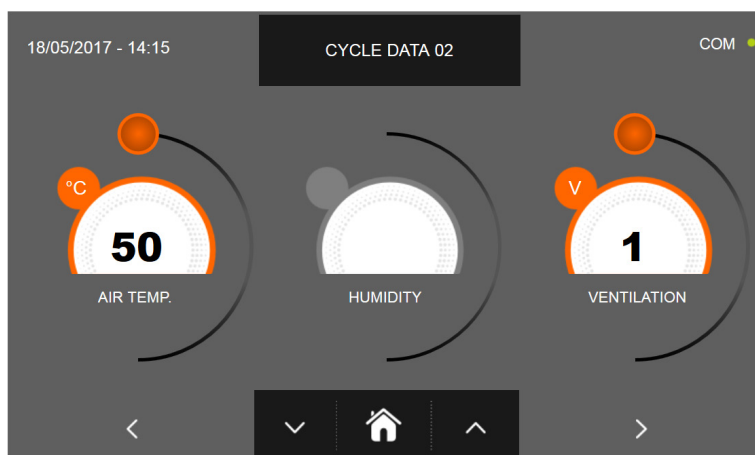 18/05/2017 - 14:15
CYCLE DATA 02
COM
°C
V
50
1
AIR TEMP.
HUMIDITY
VENTILATION